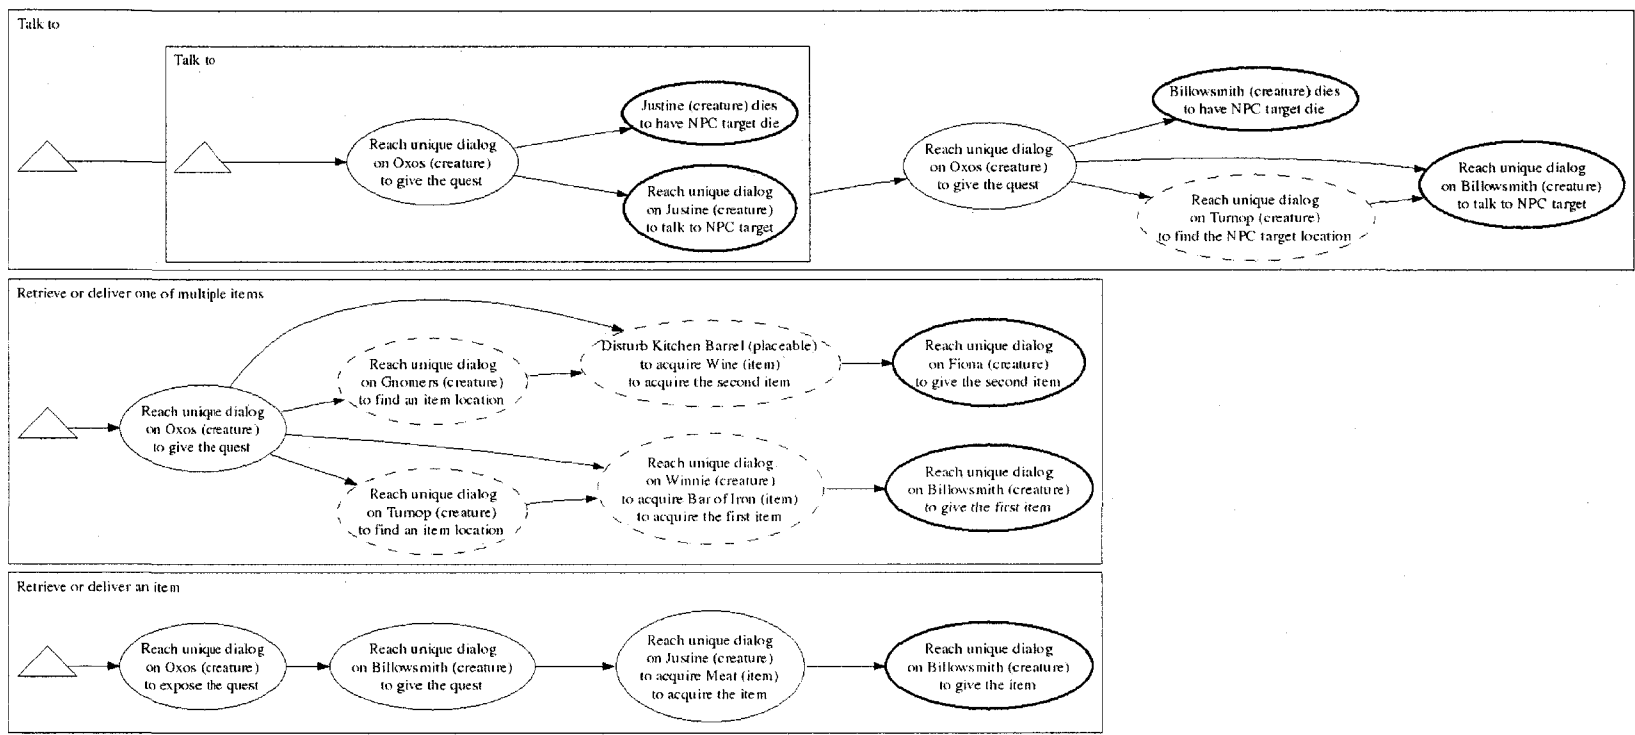 Talk to
Talk to
Reach unique dialog
on Oxos (creature)
to give the quest
Justine (creature) dies
to have NPC target die
Reach unique dialog
on Justine (creature)
to talk to NPC target
Reach unique dialog
on Oxos (creature)
to give the quest
Billowsmith (creature) dies
to have NPC target die
Reach unique dialog
on Turnop (creature)
to find the NPC target location
Reach unique dialog
on Billowsmith (creature)
to talk to NPC target
Retrieve or deliver one of multiple items
Reach unique dialog
on Oxos (creature)
to give the quest
Reach unique dialog
on Gnomers (creature)
to find an item location
Disturb Kitchen Barrel (placeable)
to acquire Wine (item)
to acquire the second item
Reach unique dialog
on Fiona (creature)
to give the second item
Reach unique dialog
on Turnop (creature)
to find an item location
Reach unique dialog
on Winnie (creature)
to acquire Bar of Iron (item)
to acquire the first item
Reach unique dialog
on Billowsmith (creature)
to give the first item
Retrieve or deliver an item
Reach unique dialog
on Oxos (creature)
to expose the quest
Reach unique dialog
on Billowsmith (creature)
to give the quest
Reach unique dialog
on Justine (creature)
to acquire Meat (item)
to acquire the item
Reach unique dialog
on Billowsmith (creature)
to give the item